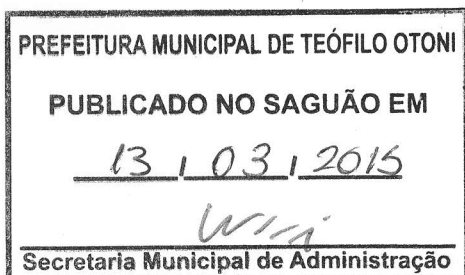 PREFEITURA MUNICIPAL DE TEÓFILO OTONI
PUBLICADO NO SAGUÃO EM
13 / 03 / 2015
Secretaria Municipal de Administração